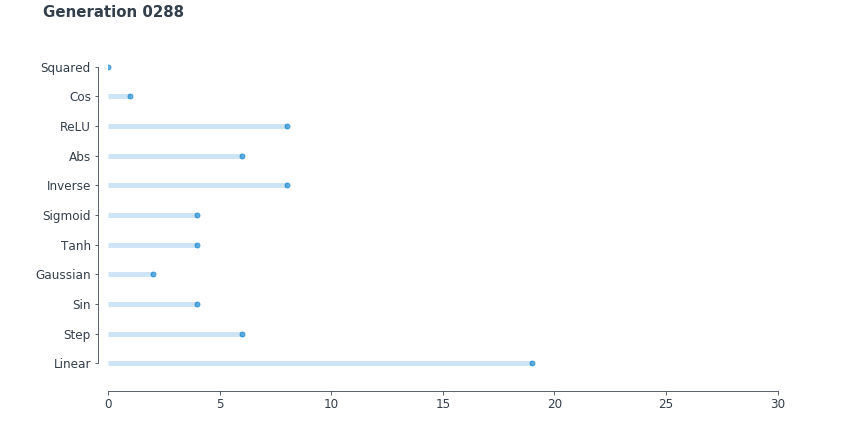 Generation 0288
Squared
Cos
ReLU
Abs
Inverse
Sigmoid
Tanh
Gaussian
Sin
Step
Linear
0 5 10 15 20 25 30